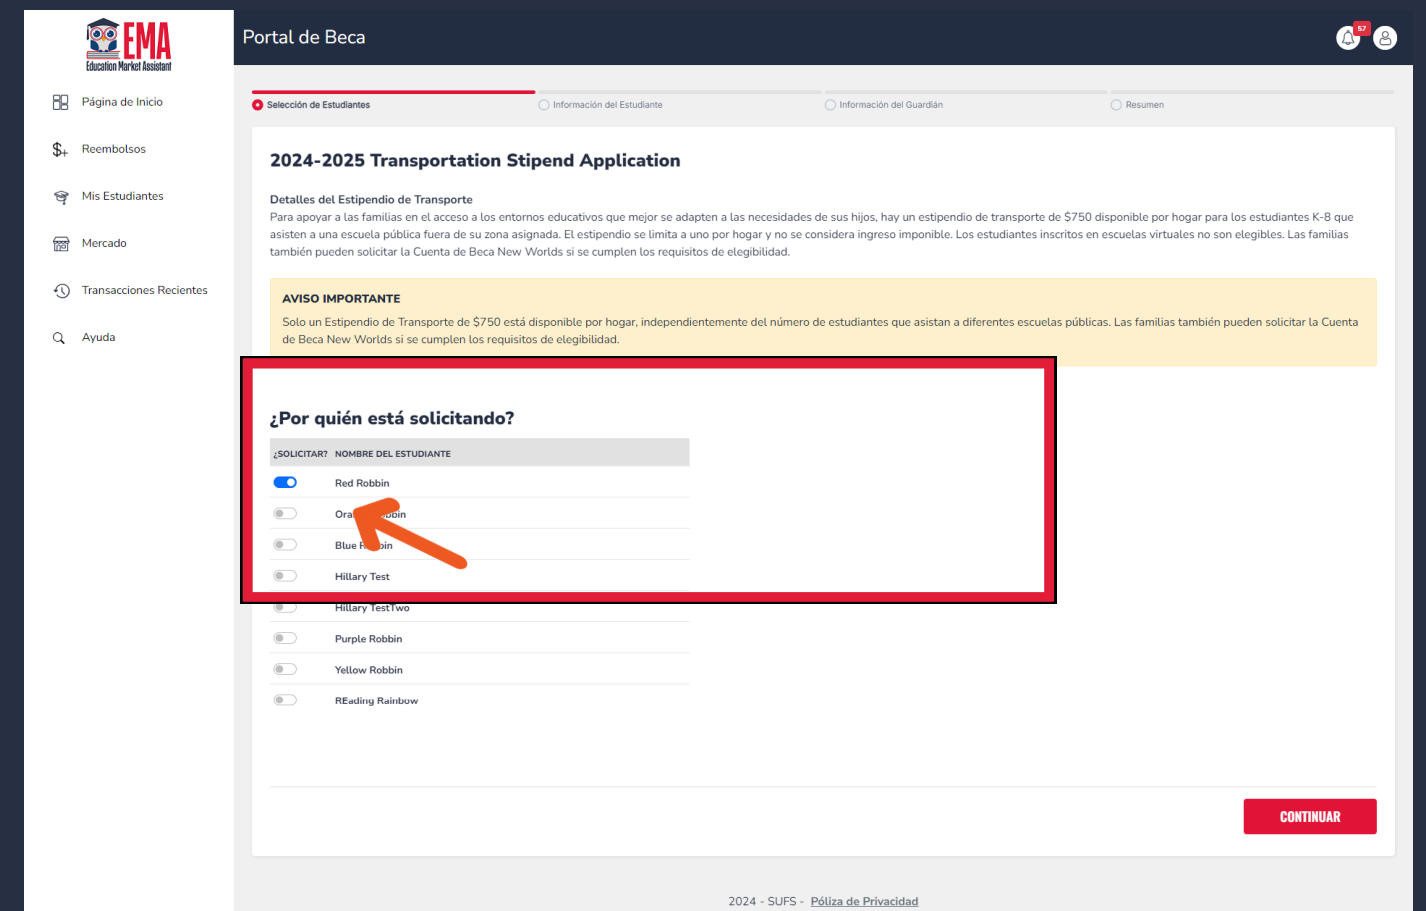 EMA
Education Market Assistant
Portal de Beca
57
Página de Inicio
Reembolsos
Mis Estudiantes
Mercado
Transacciones Recientes
Ayuda
Selección de Estudiantes
Información del Estudiante
Información del Guardián
Resumen
2024-2025 Transportation Stipend Application
Detalles del Estipendio de Transporte
Para apoyar a las familias en el acceso a los entornos educativos que mejor se adapten a las necesidades de sus hijos, hay un estipendio de transporte de $750 disponible por hogar para los estudiantes K-8 que
asisten a una escuela pública fuera de su zona asignada. El estipendio se limita a uno por hogar y no se considera ingreso imponible. Los estudiantes inscritos en escuelas virtuales no son elegibles. Las familias
también pueden solicitar la Cuenta de Beca New Worlds si se cumplen los requisitos de elegibilidad.
AVISO IMPORTANTE
Solo un Estipendio de Transporte de $750 está disponible por hogar, independientemente del número de estudiantes que asistan a diferentes escuelas públicas. Las familias también pueden solicitar la Cuenta
de Beca New Worlds si se cumplen los requisitos de elegibilidad.
¿Por quién está solicitando?
¿SOLICITAR? NOMBRE DEL ESTUDIANTE
Red Robbin
Blue
Hillary Test
Hillary TestTwo
Purple Robbin
Yellow Robbin
REading Rainbow
CONTINUAR
2024 - SUFS - Póliza de Privacidad